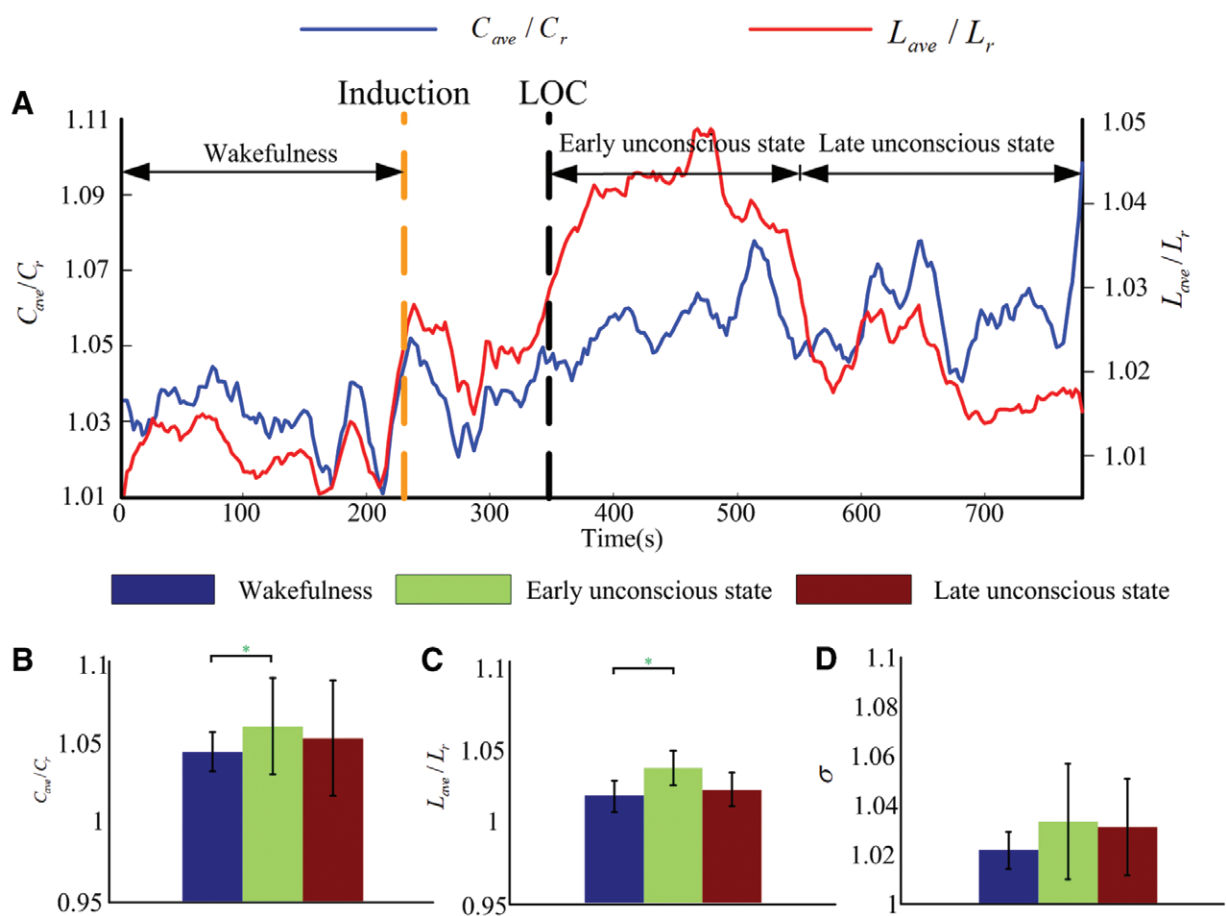 C_ave / C_r L_ave / L_r
A
Induction LOC
1.11 1.09 1.07 1.05 1.03 1.01
C_ave/C_r
Wakefulness Early unconscious state Late unconscious state
1.05 1.04 1.03 1.02 1.01
L_ave / L_r
0 100 200 300 400 500 600 700
Time(s)
Wakefulness Early unconscious state Late unconscious state
B
*
1.1 1.05 1 0.95
C_ave/C_r
C
*
1.1 1.05 1 0.95
L_ave / L_r
D
1.1 1.08 1.06 1.04 1.02 1
σ